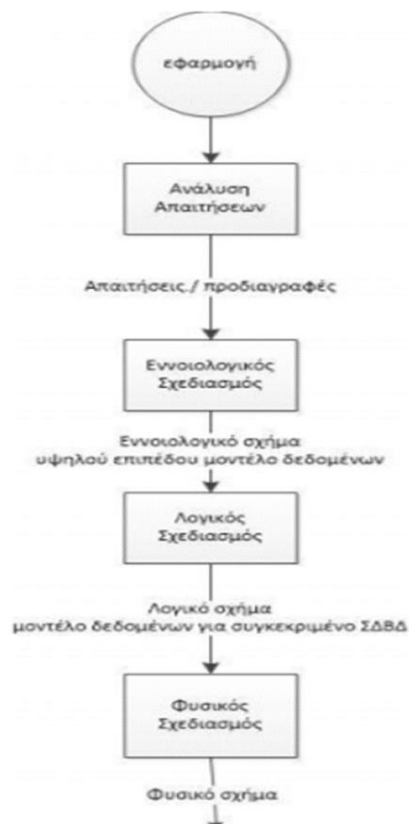 εφαρμογή
Ανάλυση
Απαιτήσεων
Απαιτήσεις./ προδιαγραφές
Εννοιολογικός
Σχεδιασμός
Εννοιολογικό σχήμα
υψηλού επιπέδου μοντέλο δεδομένων
Λογικός
Σχεδιασμός
Λογικό σχήμα
μοντέλο δεδομένων για συγκεκριμένο ΣΔΒΔ
Φυσικός
Σχεδιασμός
Φυσικό σχήμα